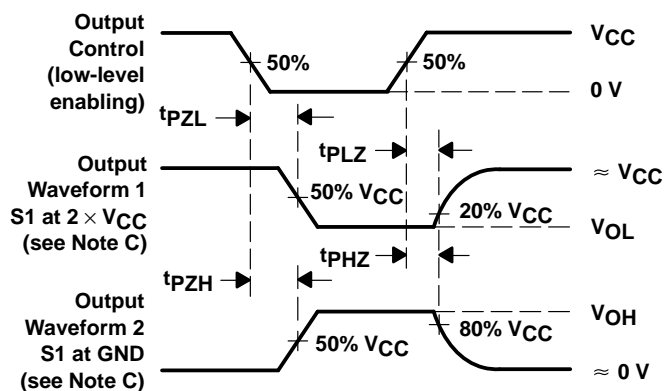 Output
Control
(low-level
enabling)
50%
50%
VCC
0 V
tPZL
tPLZ
Output
Waveform 1
S1 at 2 × VCC
(see Note C)
50% VCC
20% VCC
≈ VCC
VOL
tPZH
tPHZ
Output
Waveform 2
S1 at GND
(see Note C)
50% VCC
80% VCC
VOH
≈ 0 V